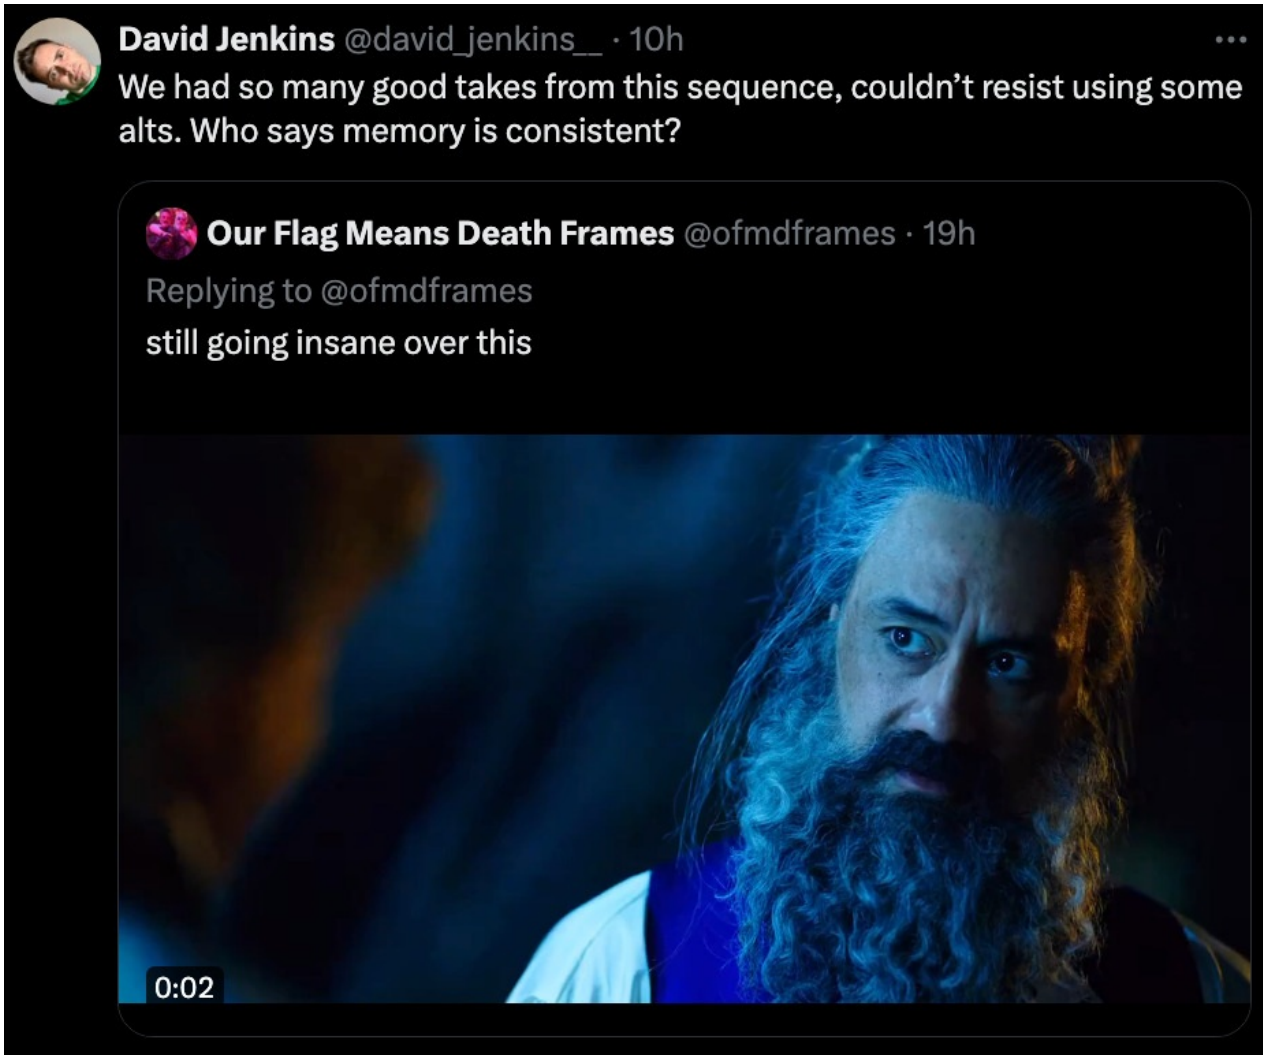 David Jenkins @david_jenkins__ · 10h
We had so many good takes from this sequence, couldn’t resist using some
alts. Who says memory is consistent?
Our Flag Means Death Frames @ofmdframes · 19h
Replying to @ofmdframes
still going insane over this
0:02